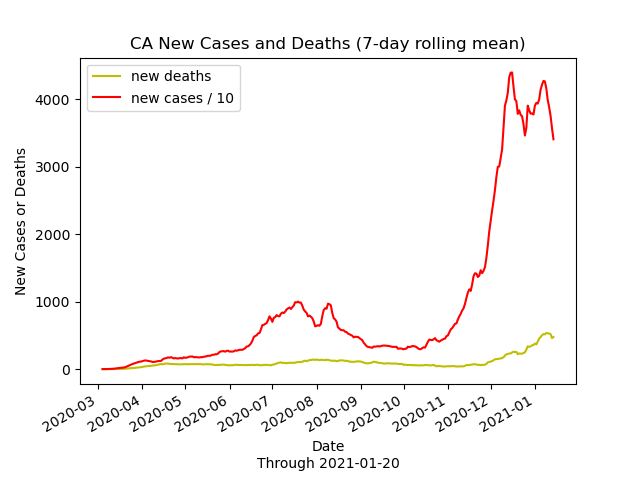 CA New Cases and Deaths (7-day rolling mean)
new deaths
new cases / 10
4000
3000
2000
1000
0
New Cases or Deaths
2020-03
2020-04
2020-05
2020-06
2020-07
2020-08
2020-09
2020-10
2020-11
2020-12
2021-01
Date
Through 2021-01-20